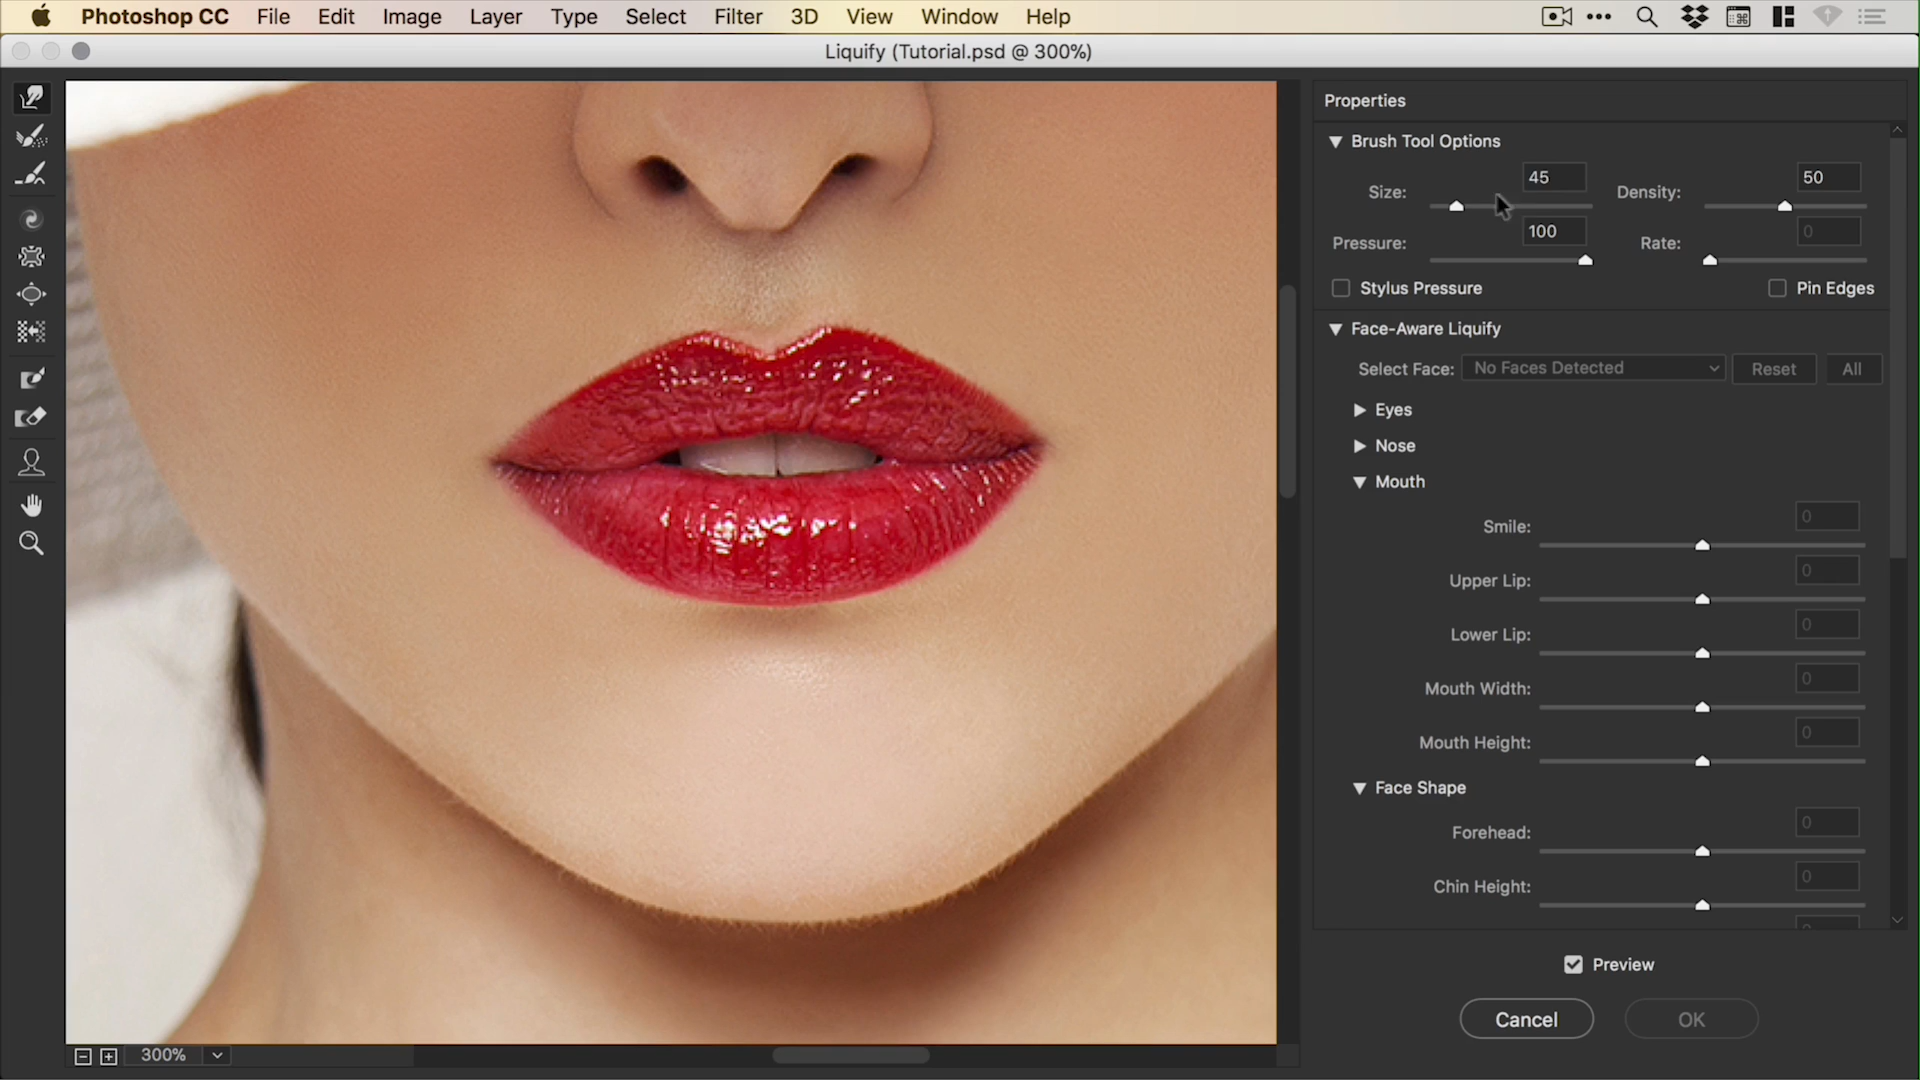 Photoshop CC File Edit Image Layer Type Select Filter 3D View Window Help
Liquify (Tutorial.psd @ 300%)
Properties
Brush Tool Options
Size: 45 Density: 50
Pressure: 100 Rate: 0
Stylus Pressure Pin Edges
Face-Aware Liquify
Select Face: No Faces Detected Reset All
Eyes
Nose
Mouth
Smile: 0
Upper Lip: 0
Lower Lip: 0
Mouth Width: 0
Mouth Height: 0
Face Shape
Forehead: 0
Chin Height: 0
Preview
Cancel OK
300%